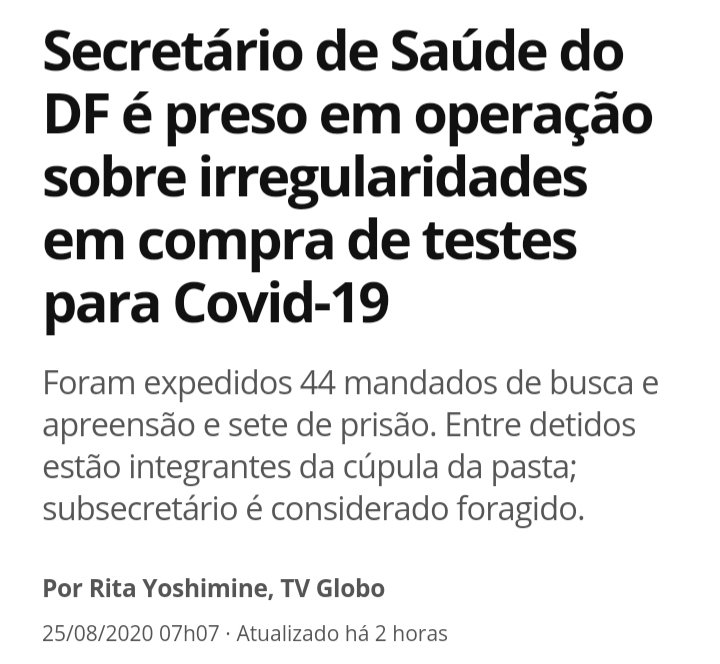 Secretário de Saúde do
DF é preso em operação
sobre irregularidades
em compra de testes
para Covid-19
Foram expedidos 44 mandados de busca e
apreensão e sete de prisão. Entre detidos
estão integrantes da cúpula da pasta;
subsecretário é considerado foragido.
Por Rita Yoshimine, TV Globo
25/08/2020 07h07 · Atualizado há 2 horas